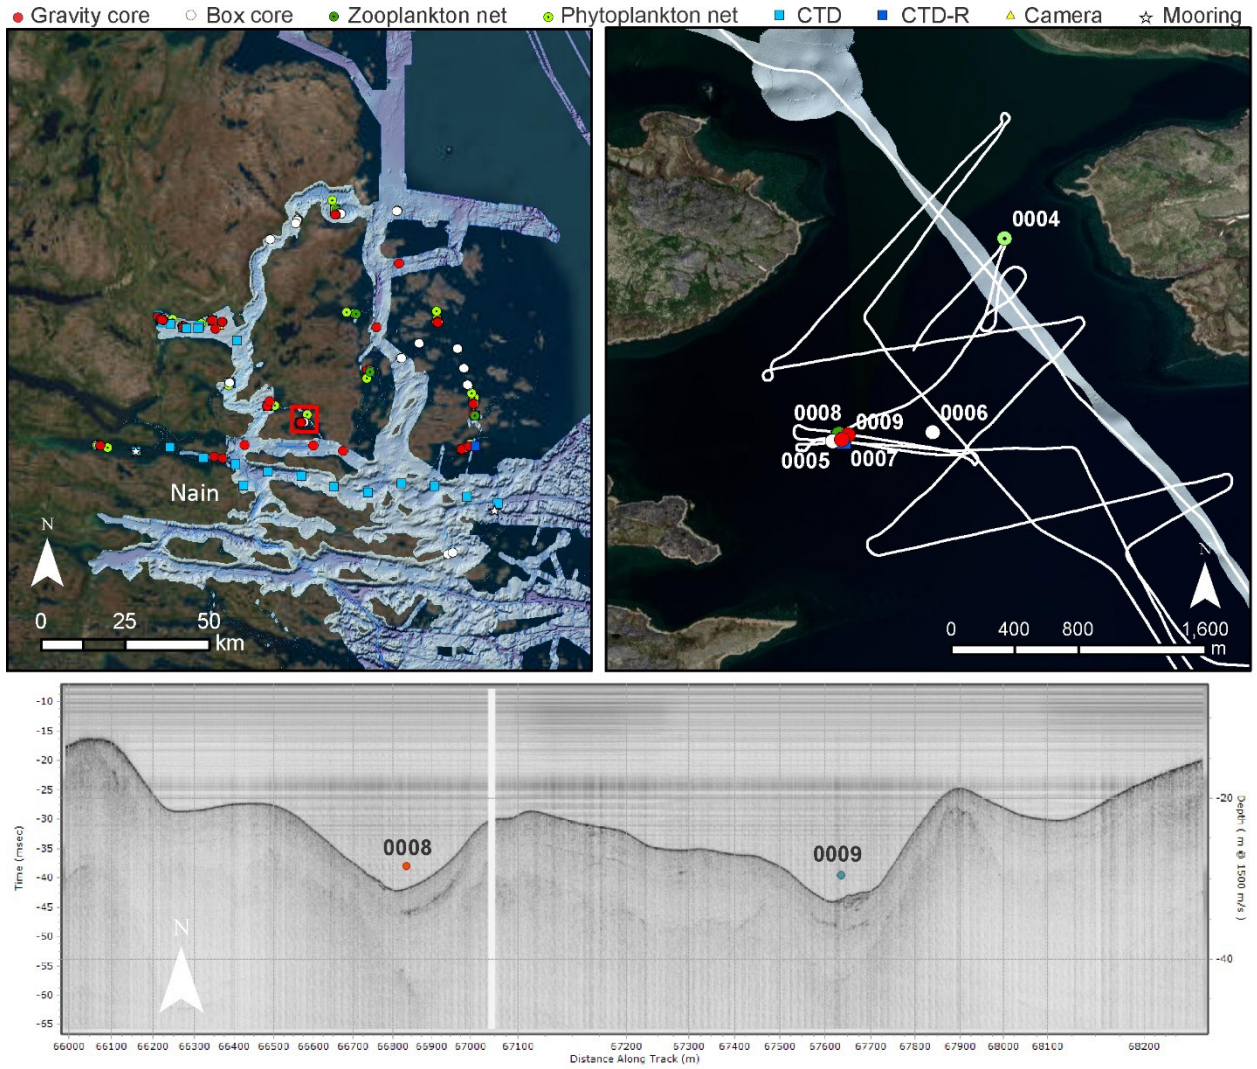 Gravity core Box core Zooplankton net Phytoplankton net CTD CTD-R Camera Mooring
Nain
N
0 25 50
km
0004
0008 0009 0006
0005 0007
N
0 400 800 1,600
m
0008
0009
N
Time (msec)
-10
-15
-20
-25
-30
-35
-40
-45
-50
-55
-60
-65
Depth ( m @ 1500 m/s )
-20
-40
66000 66100 66200 66300 66400 66500 66600 66700 66800 66900 67000 67100 67200 67300 67400 67500 67600 67700 67800 67900 68000 68100 68200
Distance Along Track (m)